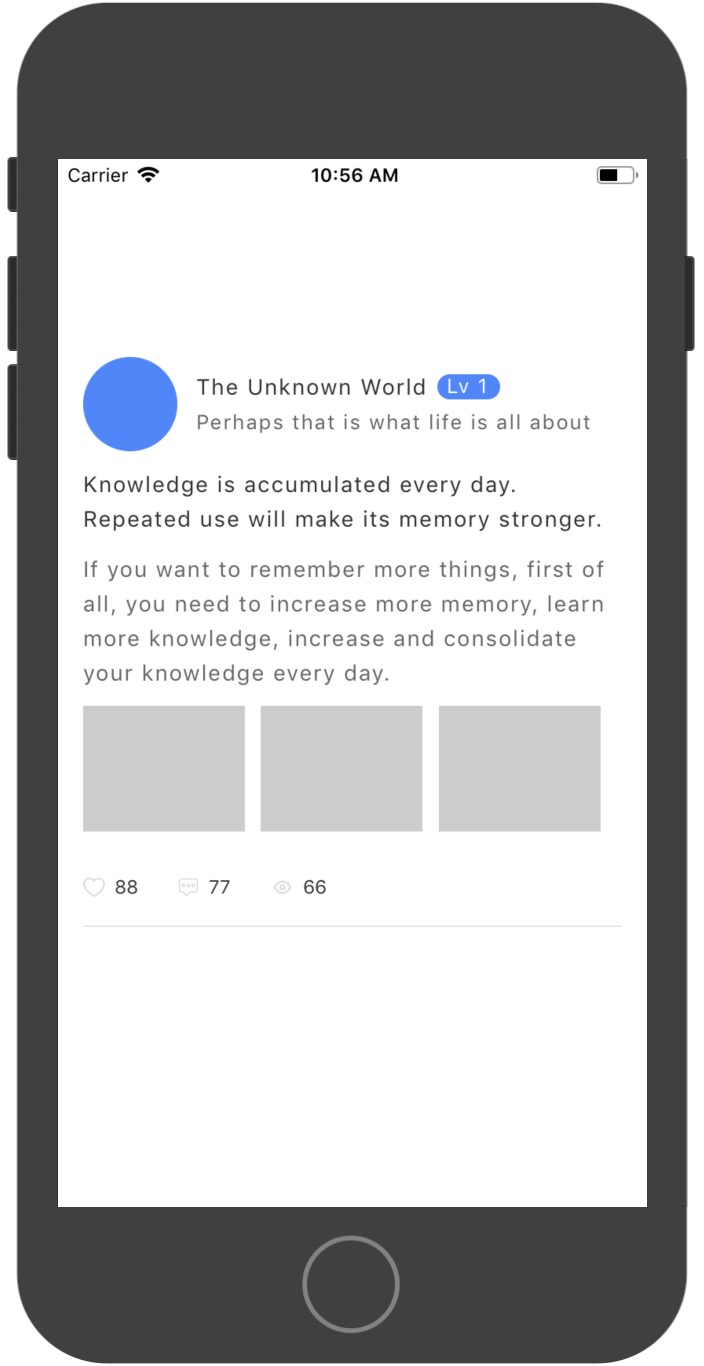 Carrier 10:56 AM
The Unknown World Lv 1
Perhaps that is what life is all about
Knowledge is accumulated every day.
Repeated use will make its memory stronger.
If you want to remember more things, first of
all, you need to increase more memory, learn
more knowledge, increase and consolidate
your knowledge every day.
88 77 66